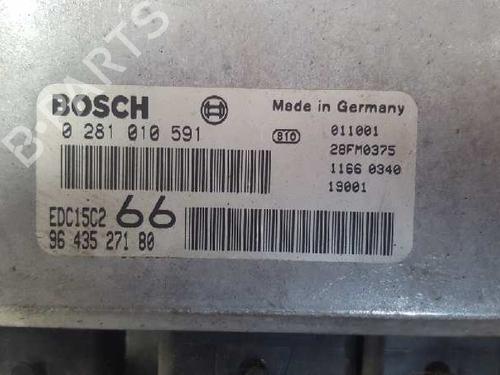 B-PARTS
BOSCH
Made in Germany
0 281 010 591
810
011001
28FM0375
1166 0340
19001
EDC15C2 66
96 435 271 80